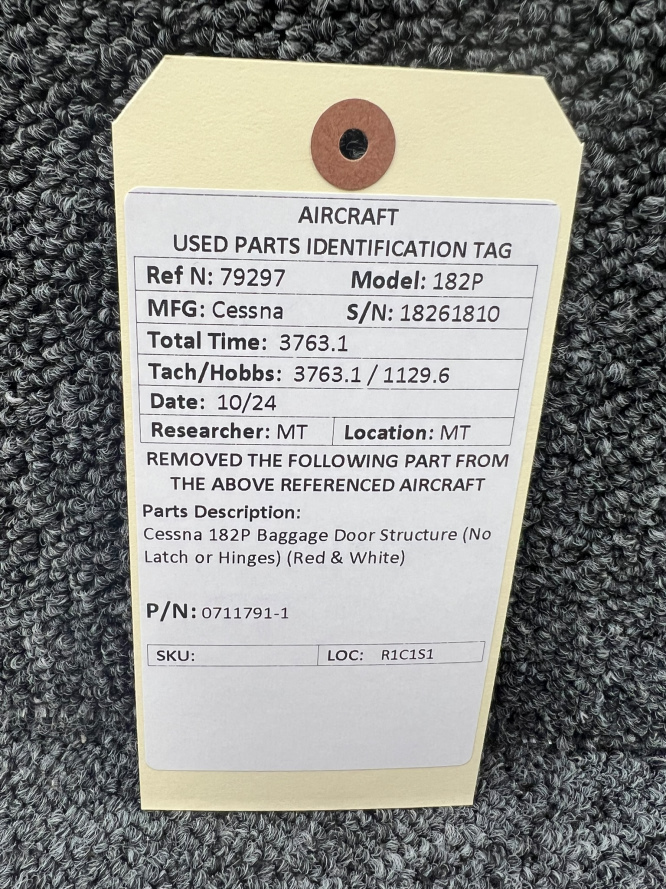 AIRCRAFT
USED PARTS IDENTIFICATION TAG
Ref N: 79297 Model: 182P
MFG: Cessna S/N: 18261810
Total Time: 3763.1
Tach/Hobbs: 3763.1 / 1129.6
Date: 10/24
Researcher: MT Location: MT
REMOVED THE FOLLOWING PART FROM
THE ABOVE REFERENCED AIRCRAFT
Parts Description:
Cessna 182P Baggage Door Structure (No
Latch or Hinges) (Red & White)
P/N: 0711791-1
SKU: LOC: R1C1S1